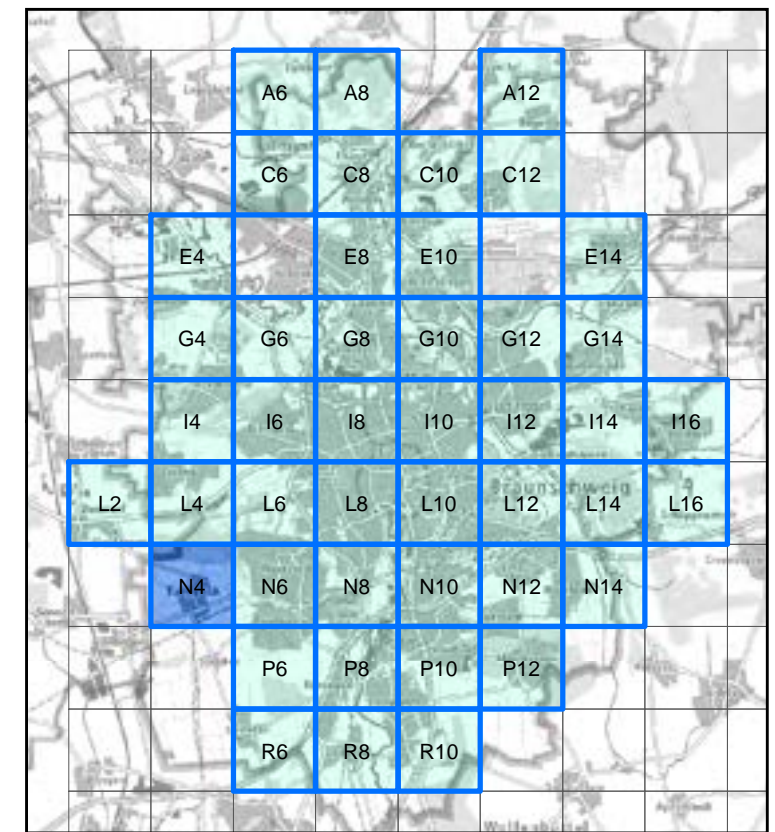 A6 A8 A12
C6 C8 C10 C12
E4 E8 E10 E14
G4 G6 G8 G10 G12 G14
I4 I6 I8 I10 I12 I14 I16
Braunschweig
L2 L4 L6 L8 L10 L12 L14 L16
N4 N6 N8 N10 N12 N14
P6 P8 P10 P12
R6 R8 R10
Wolfenbüttel